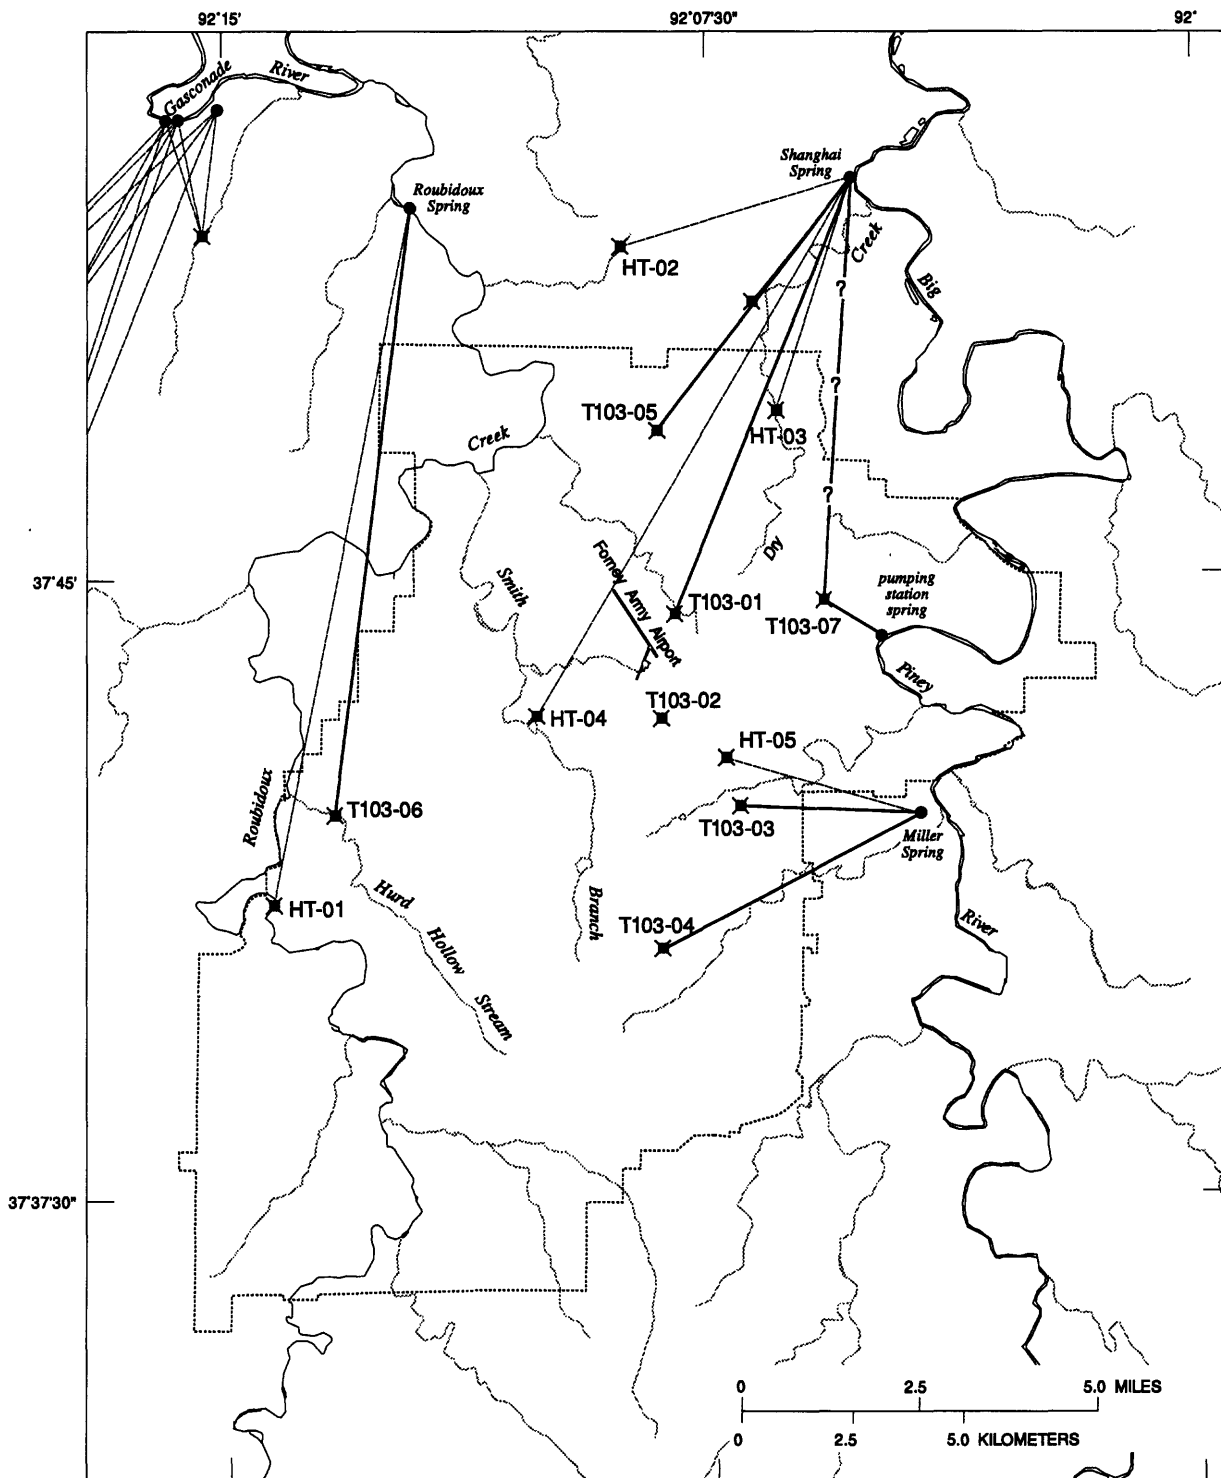 92°15'
92°07'30"
92°
Gasconade
River
Shanghai
Spring
Roubidoux
Spring
Creek
HT-02
Big
?
?
T103-05
HT-03
Creek
?
Dry
37°45'
Forney Army Airport
Smith
pumping
station
spring
T103-01
T103-07
Piney
T103-02
HT-04
HT-05
Roubidoux
T103-06
T103-03
Miller
Spring
Hurd
HT-01
Branch
T103-04
River
Hollow
Stream
37°37'30"
0 2.5 5.0 MILES
0 2.5 5.0 KILOMETERS